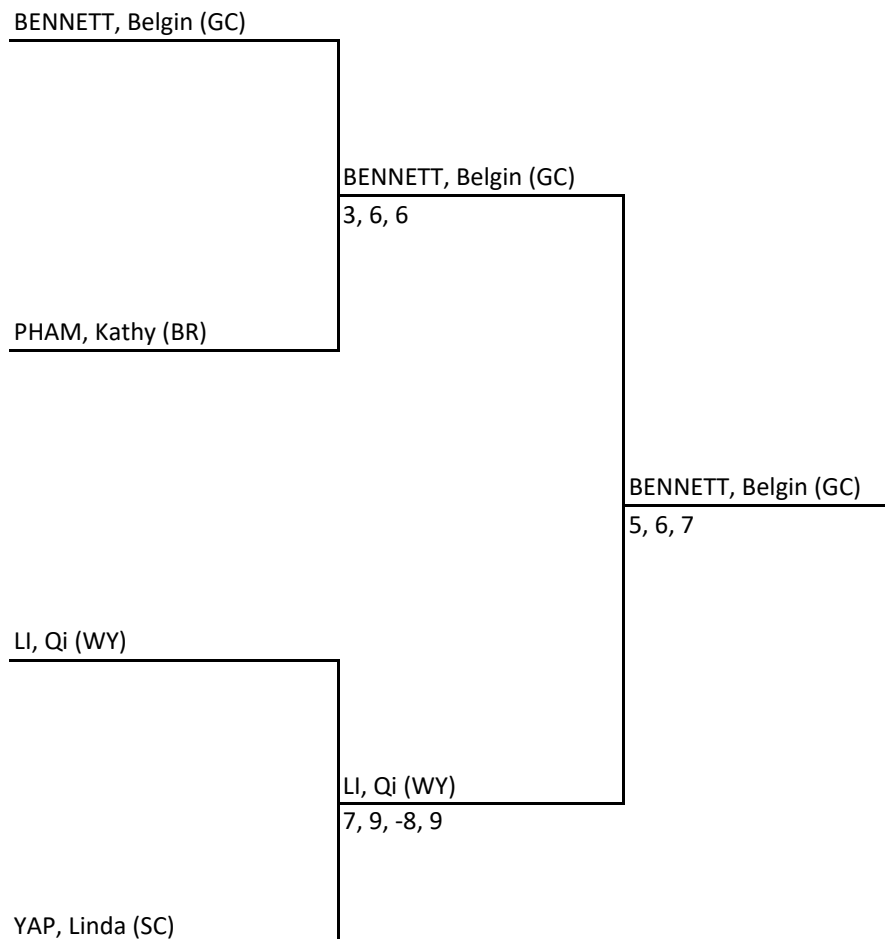 BENNETT, Belgin (GC)
BENNETT, Belgin (GC)
3, 6, 6
PHAM, Kathy (BR)
BENNETT, Belgin (GC)
5, 6, 7
LI, Qi (WY)
LI, Qi (WY)
7, 9, -8, 9
YAP, Linda (SC)